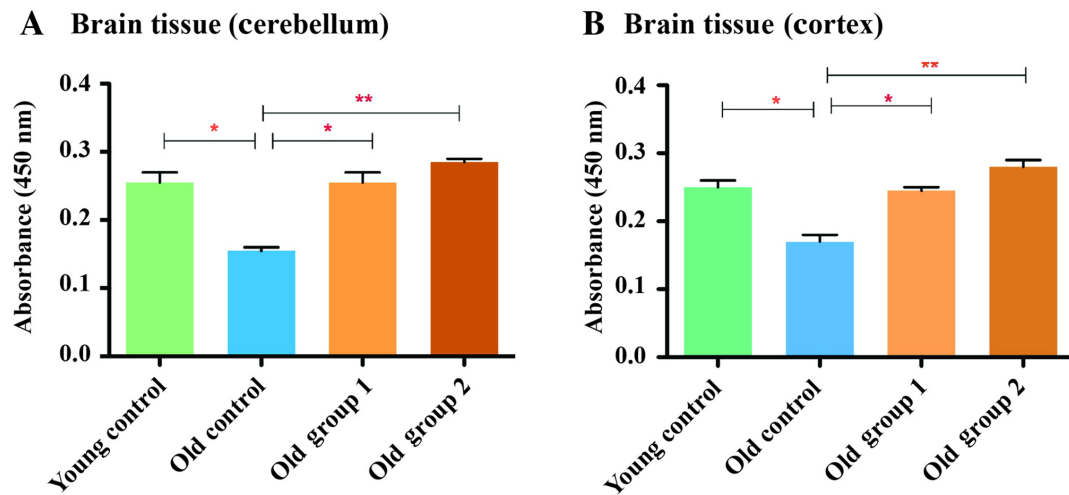 A Brain tissue (cerebellum)
Absorbance (450 nm)
0.4
0.3
0.2
0.1
0.0
*
*
**
Young control
Old control
Old group 1
Old group 2
B Brain tissue (cortex)
Absorbance (450 nm)
0.4
0.3
0.2
0.1
0.0
*
*
**
Young control
Old control
Old group 1
Old group 2